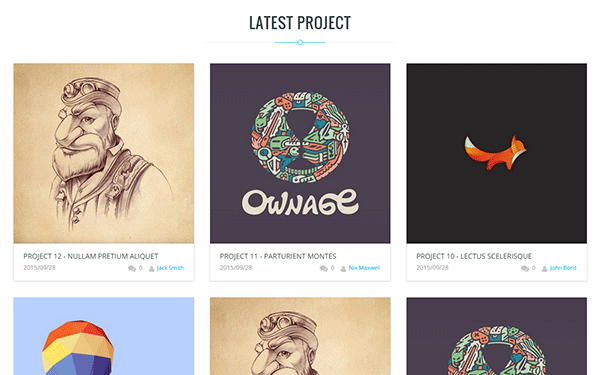 LATEST PROJECT
OWNAGE
PROJECT 12 - NULLAM PRETIUM ALIQUET
2015/09/28 0 Jack Smith
PROJECT 11 - PARTURIENT MONTES
2015/09/28 0 Nix Maxwell
PROJECT 10 - LECTUS SCELERISQUE
2015/09/28 0 John Boris